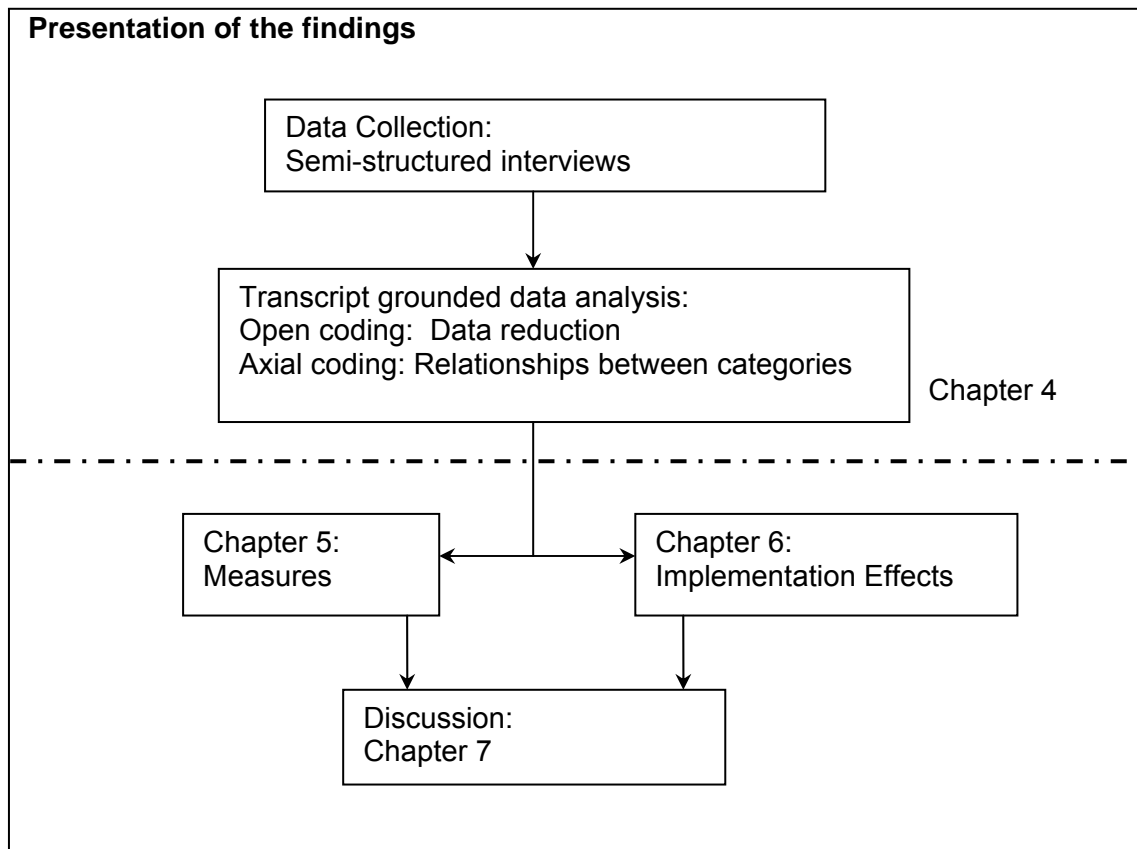 Presentation of the findings
Data Collection:
Semi-structured interviews
Transcript grounded data analysis:
Open coding:  Data reduction
Axial coding: Relationships between categories
Chapter 4
Chapter 5:
Measures
Chapter 6:
Implementation Effects
Discussion:
Chapter 7